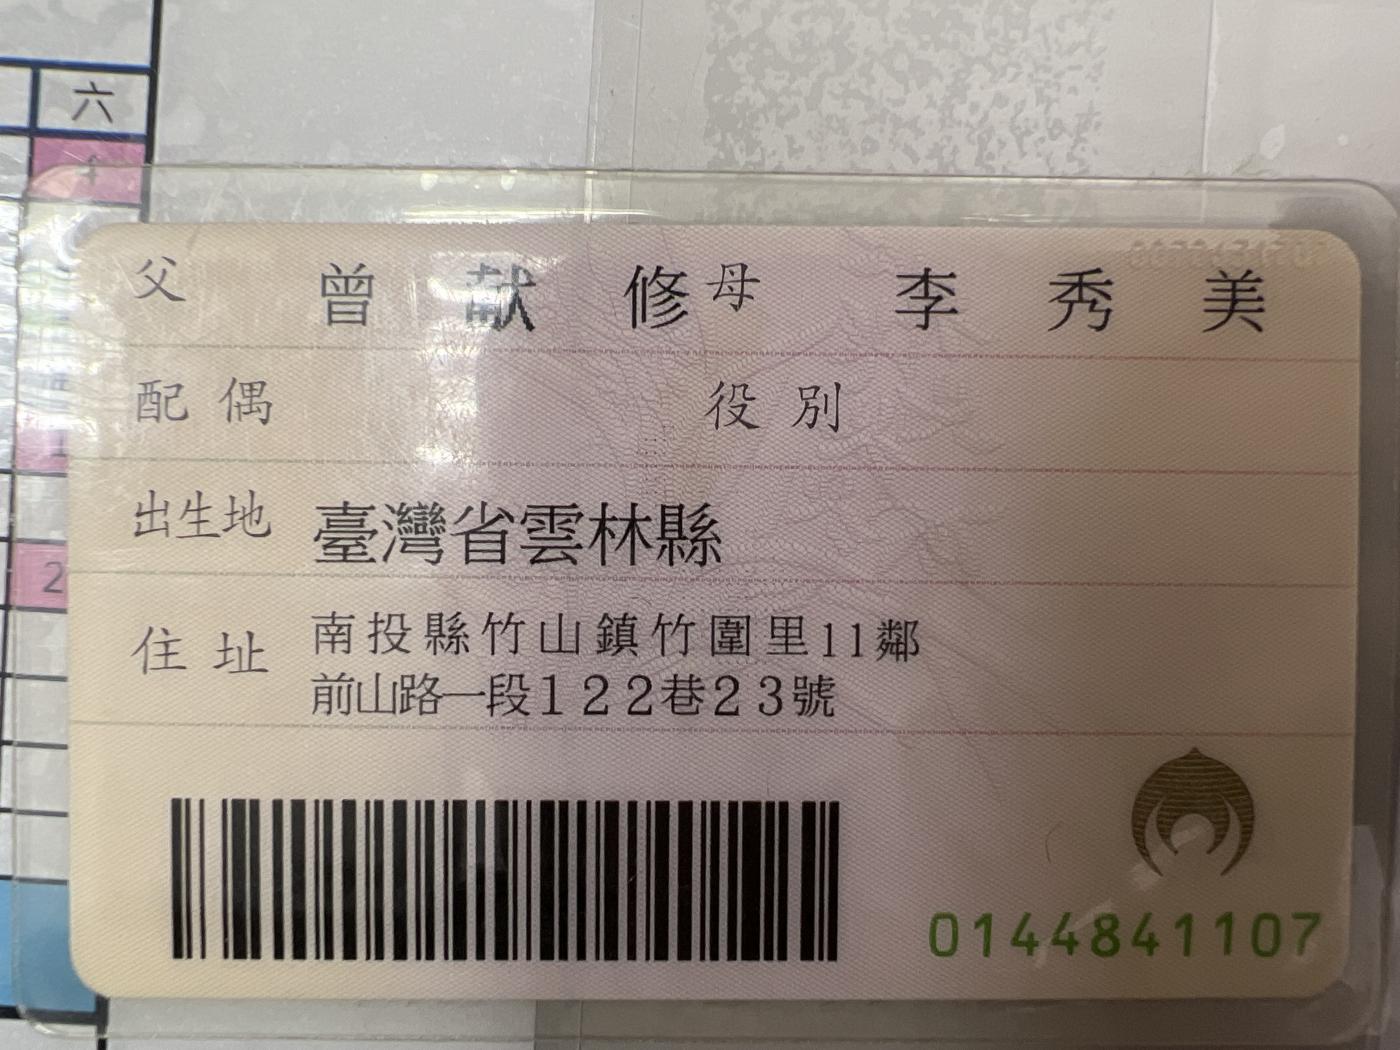 六
4
父 曾献修 母 李秀美
配偶 役別
出生地 臺灣省雲林縣
2
住址 南投縣竹山鎮竹圍里11鄰
前山路一段122巷23號
0144841107